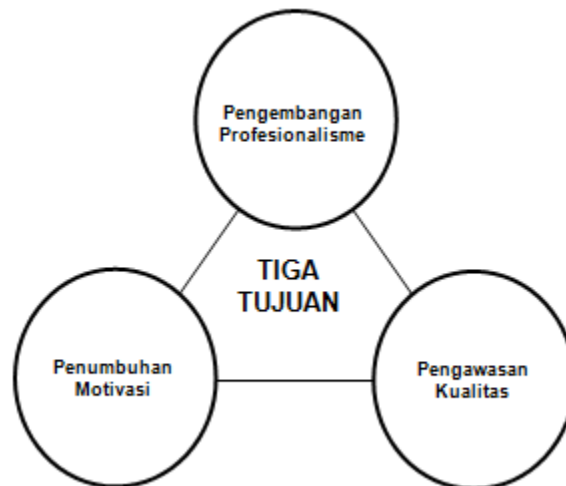 Pengembangan
Profesionalisme
TIGA
TUJUAN
Penumbuhan
Motivasi
Pengawasan
Kualitas